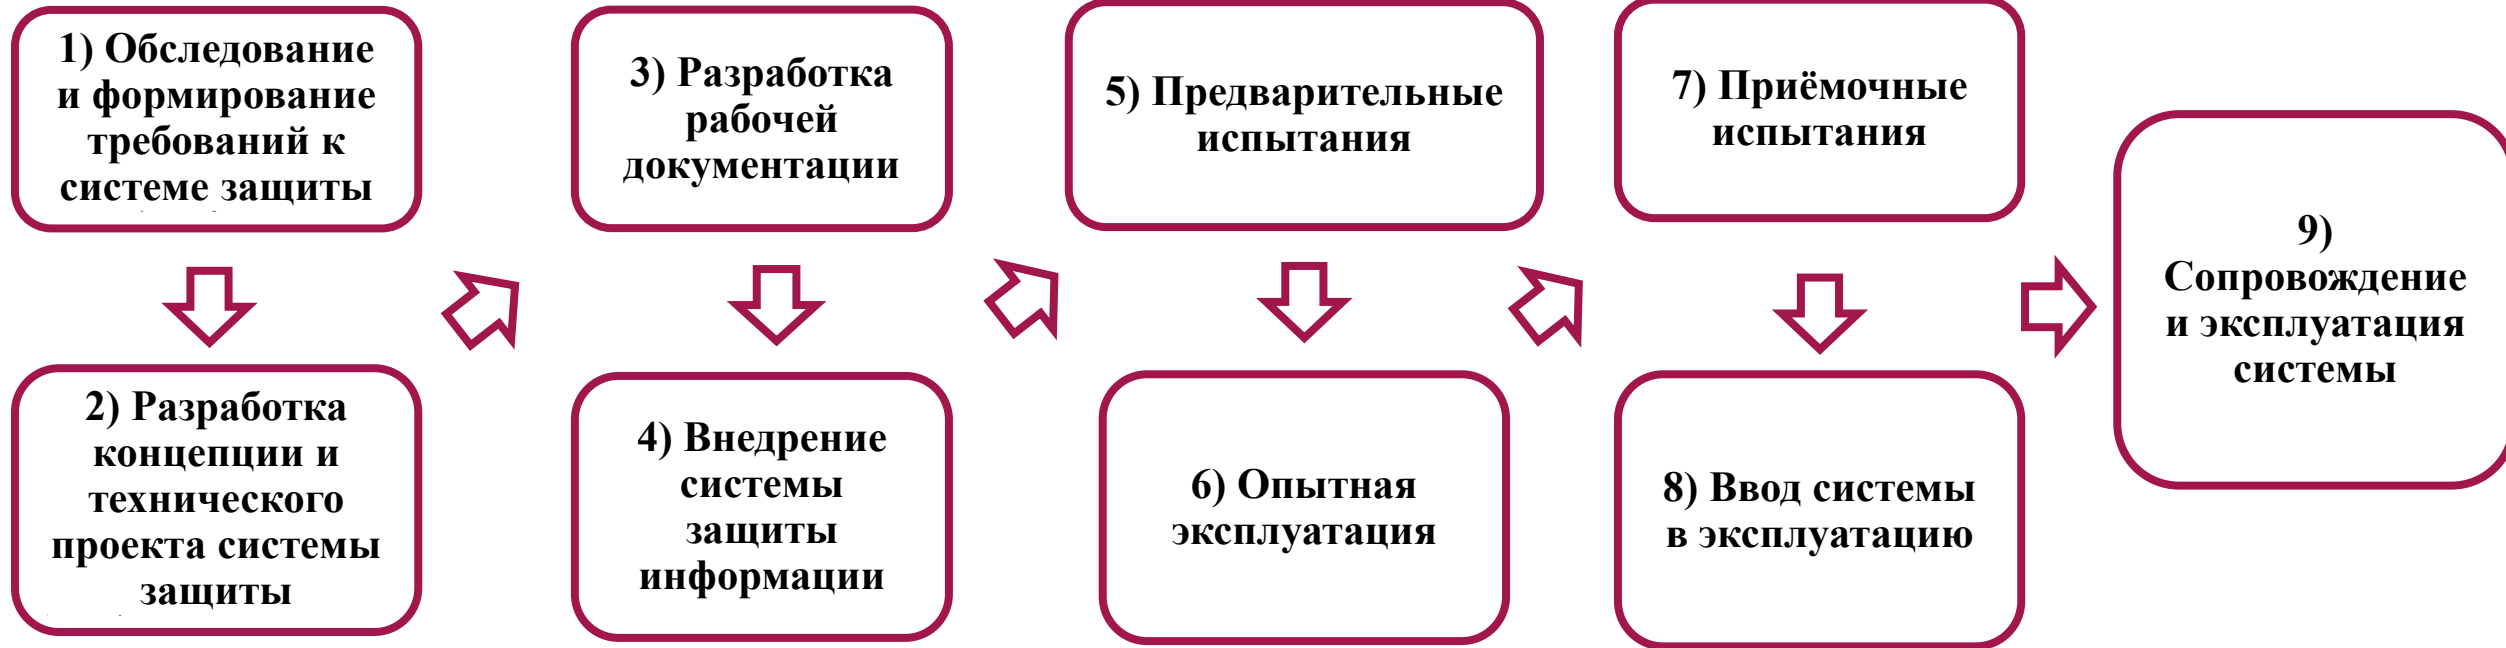 1) Обследование
и формирование
требований к
системе защиты
2) Разработка
концепции и
технического
проекта системы
защиты
3) Разработка
рабочей
документации
4) Внедрение
системы
защиты
информации
5) Предварительные
испытания
6) Опытная
эксплуатация
7) Приёмочные
испытания
8) Ввод системы
в эксплуатацию
9)
Сопровождение
и эксплуатация
системы